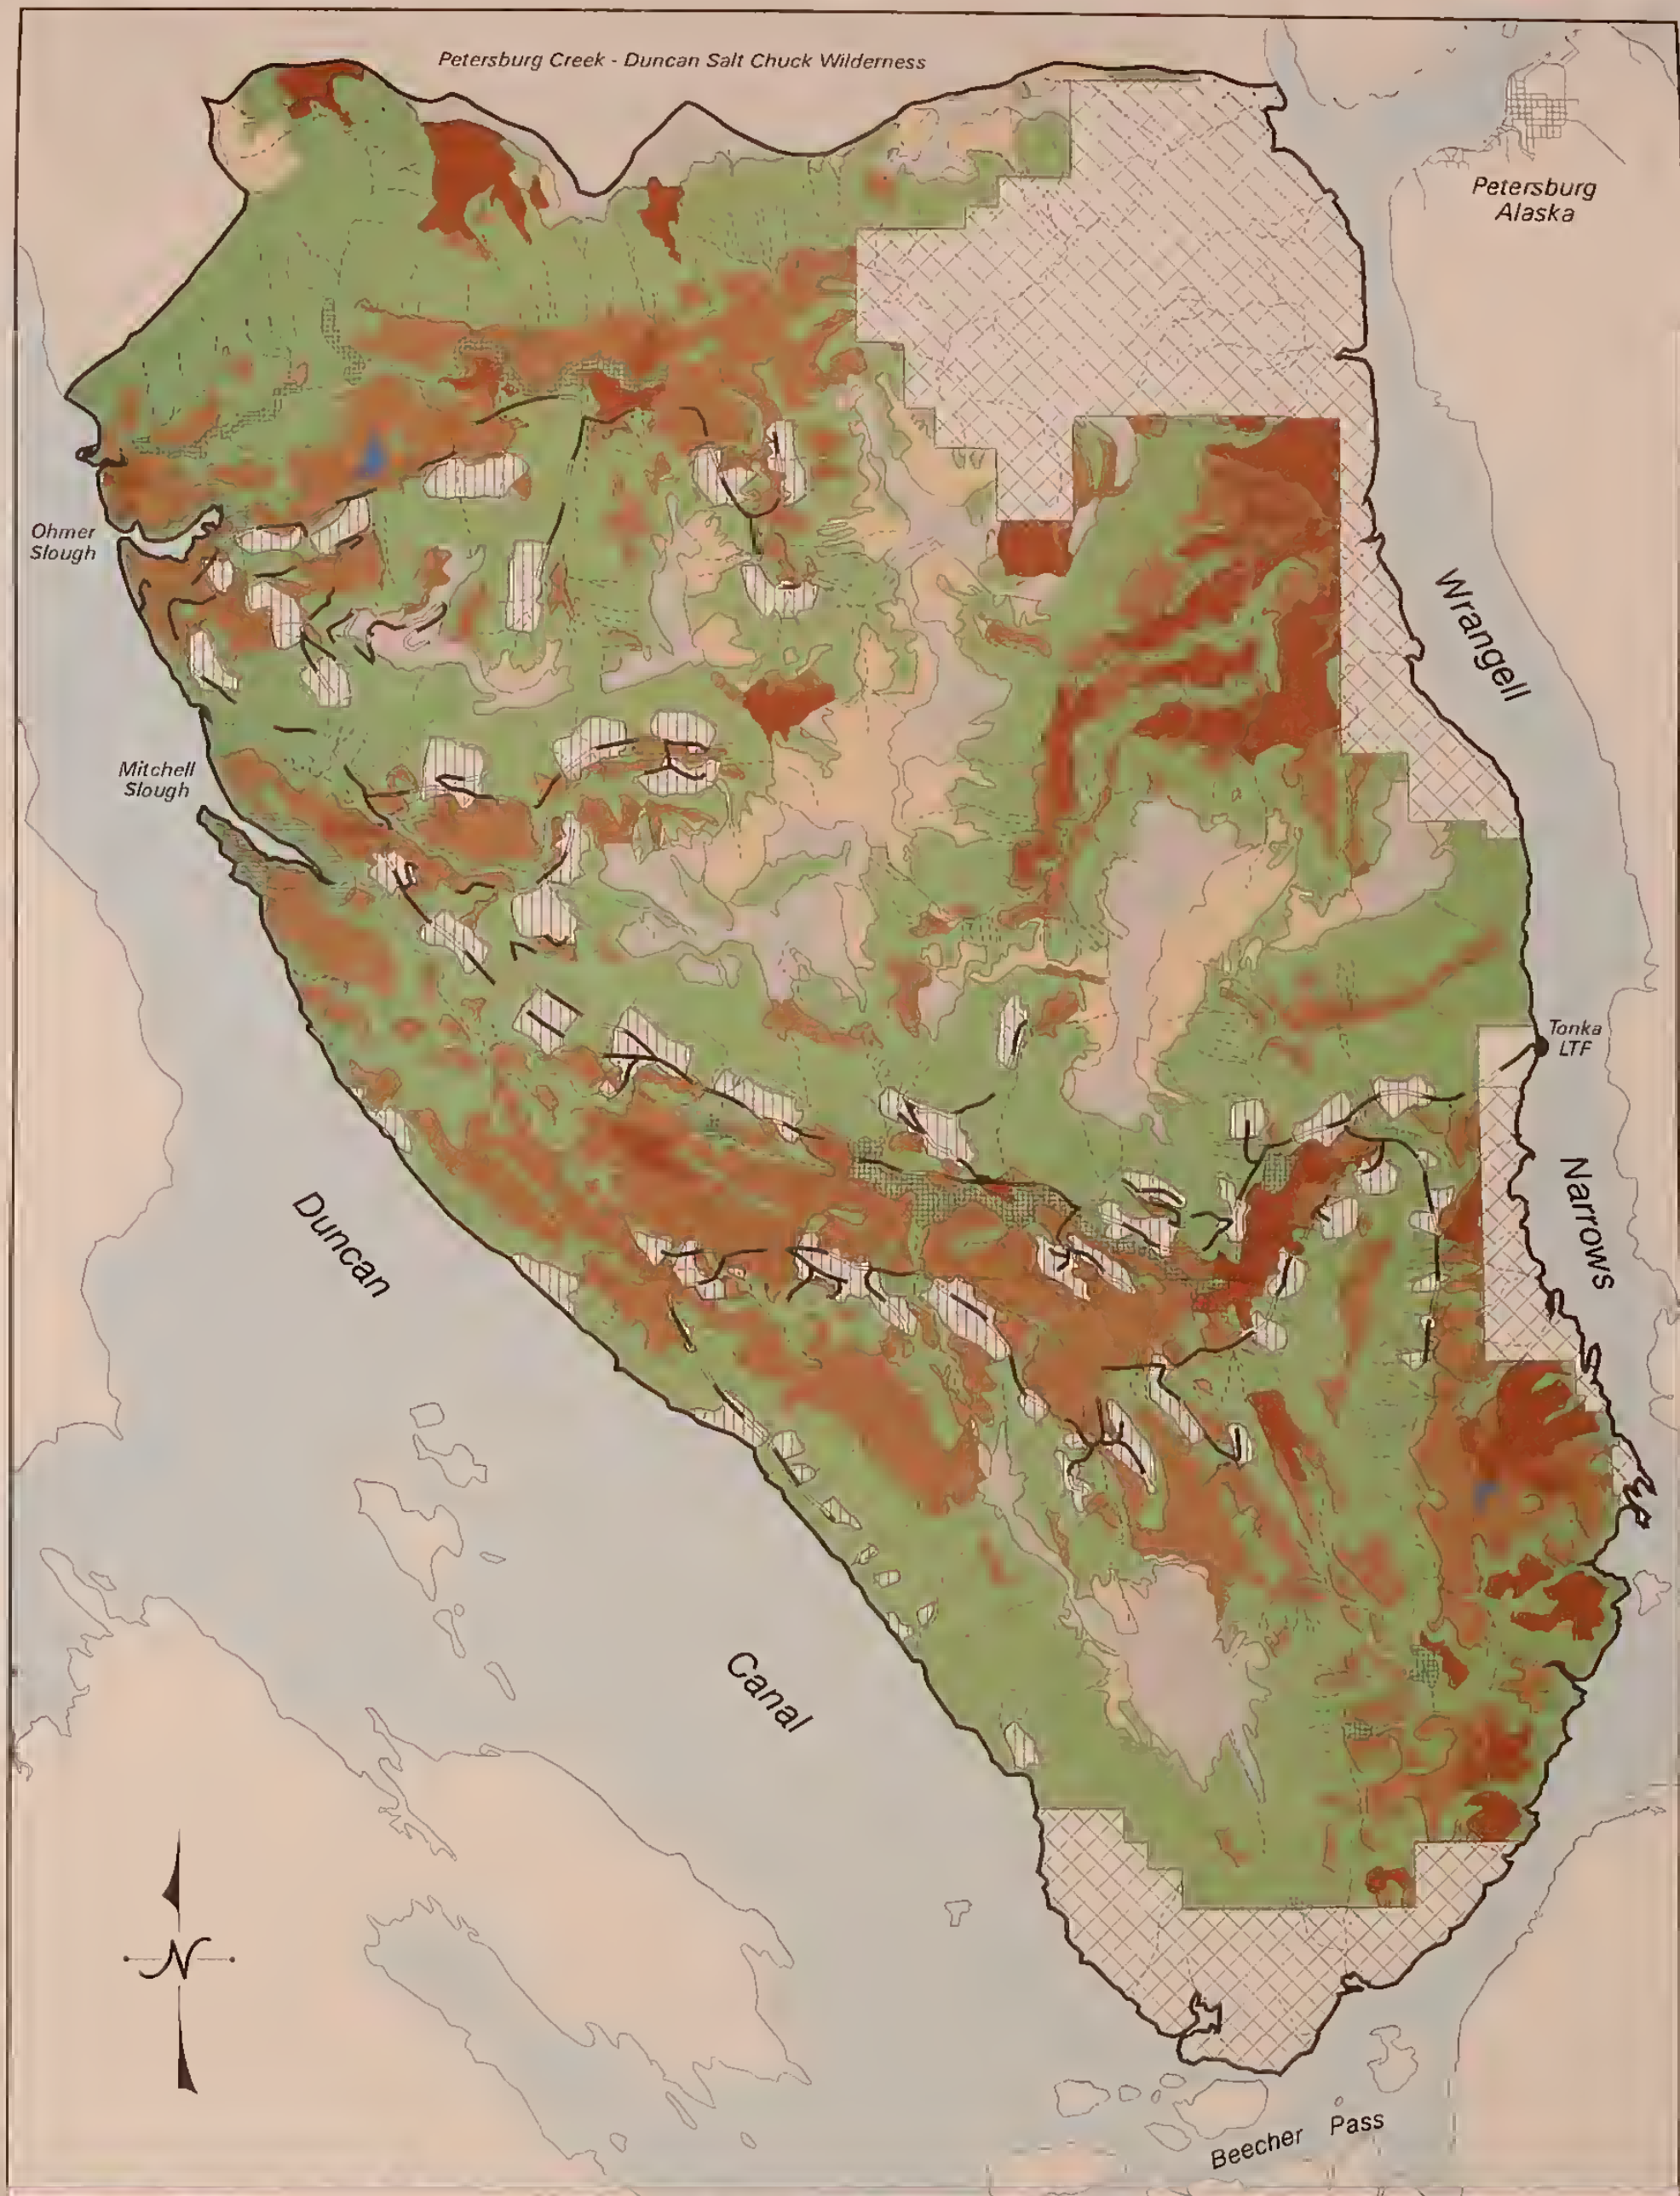 Petersburg Creek - Duncan Salt Chuck Wilderness
Petersburg
Alaska
Ohmer
Slough
Wrangell
Mitchell
Slough
Tonka
LTF
Narrows
Duncan
Canal
N
Beecher Pass